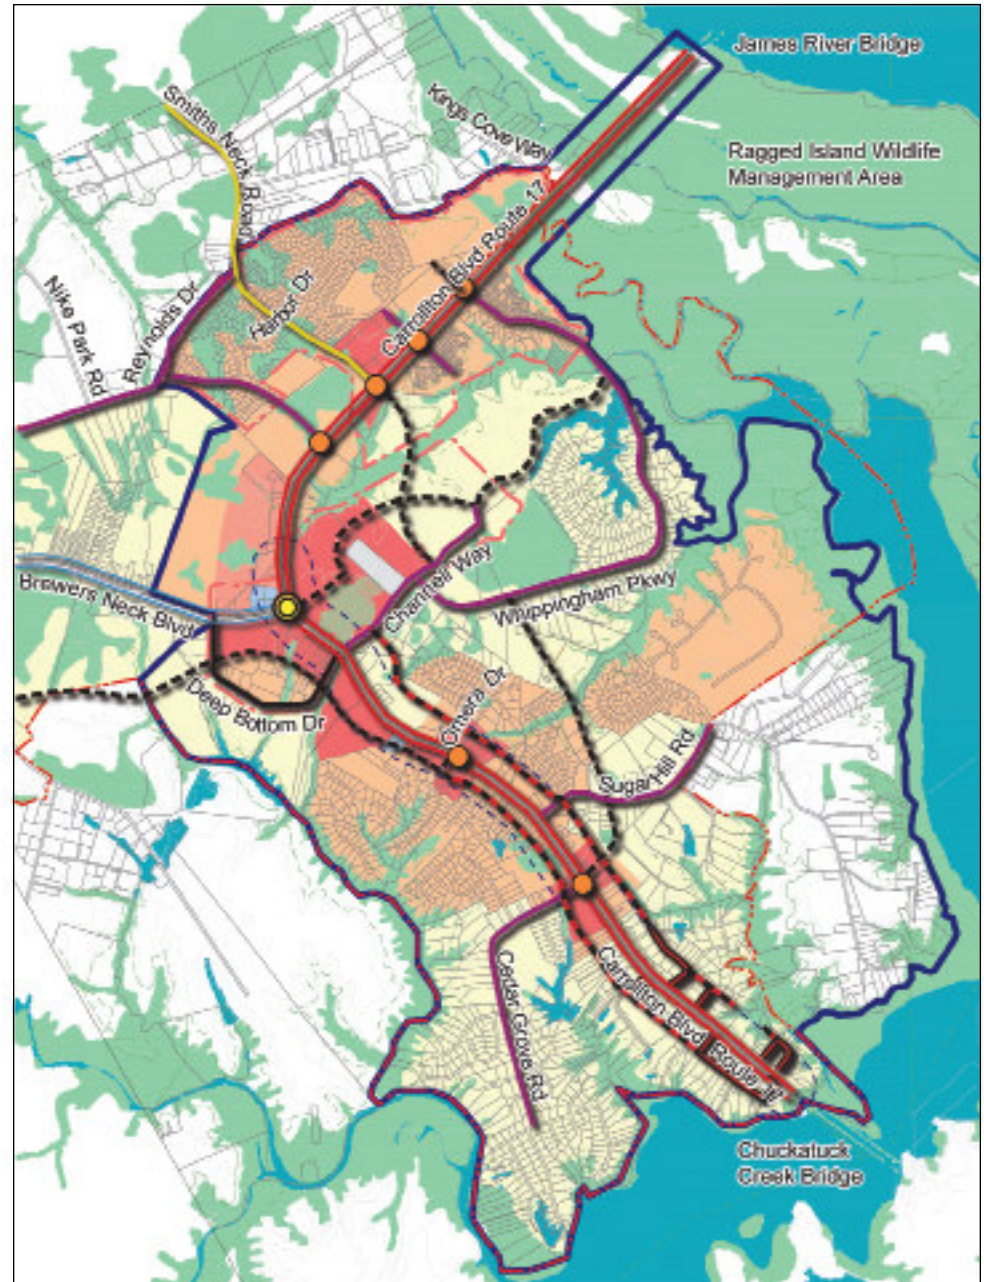 James River Bridge
Kings Cove Way
Smiths Neck Road
Ragged Island Wildlife
Management Area
Carrollton Blvd Route 17
Nike Park Rd
Reynolds Dr
Harbor Dr
Brewers Neck Blvd
Channell Way
Whippingham Pkwy
Deep Bottom Dr
Omera Dr
Sugar Hill Rd
Cedar Grove Rd
Carrollton Blvd Route 17
Chuckatuck
Creek Bridge